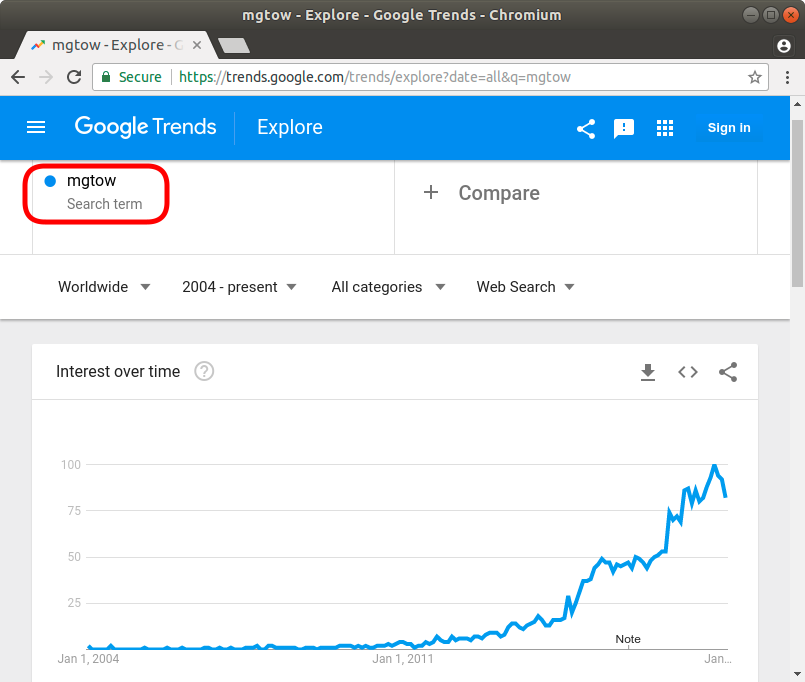 mgtow - Explore - Google Trends - Chromium
mgtow - Explore - G
Secure https://trends.google.com/trends/explore?date=all&q=mgtow
Google Trends Explore Sign in
mgtow
Search term
+ Compare
Worldwide 2004 - present All categories Web Search
Interest over time ?
100
75
50
25
Note
Jan 1, 2004 Jan 1, 2011 Jan…